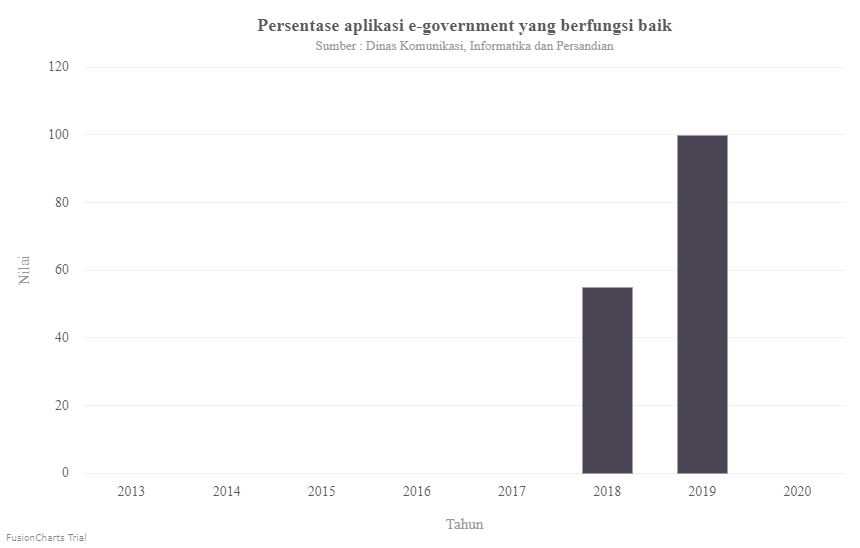 Persentase aplikasi e-government yang berfungsi baik
Sumber : Dinas Komunikasi, Informatika dan Persandian
120
100
80
60
40
20
0
Nilai
2013 2014 2015 2016 2017 2018 2019 2020
Tahun
FusionCharts Trial